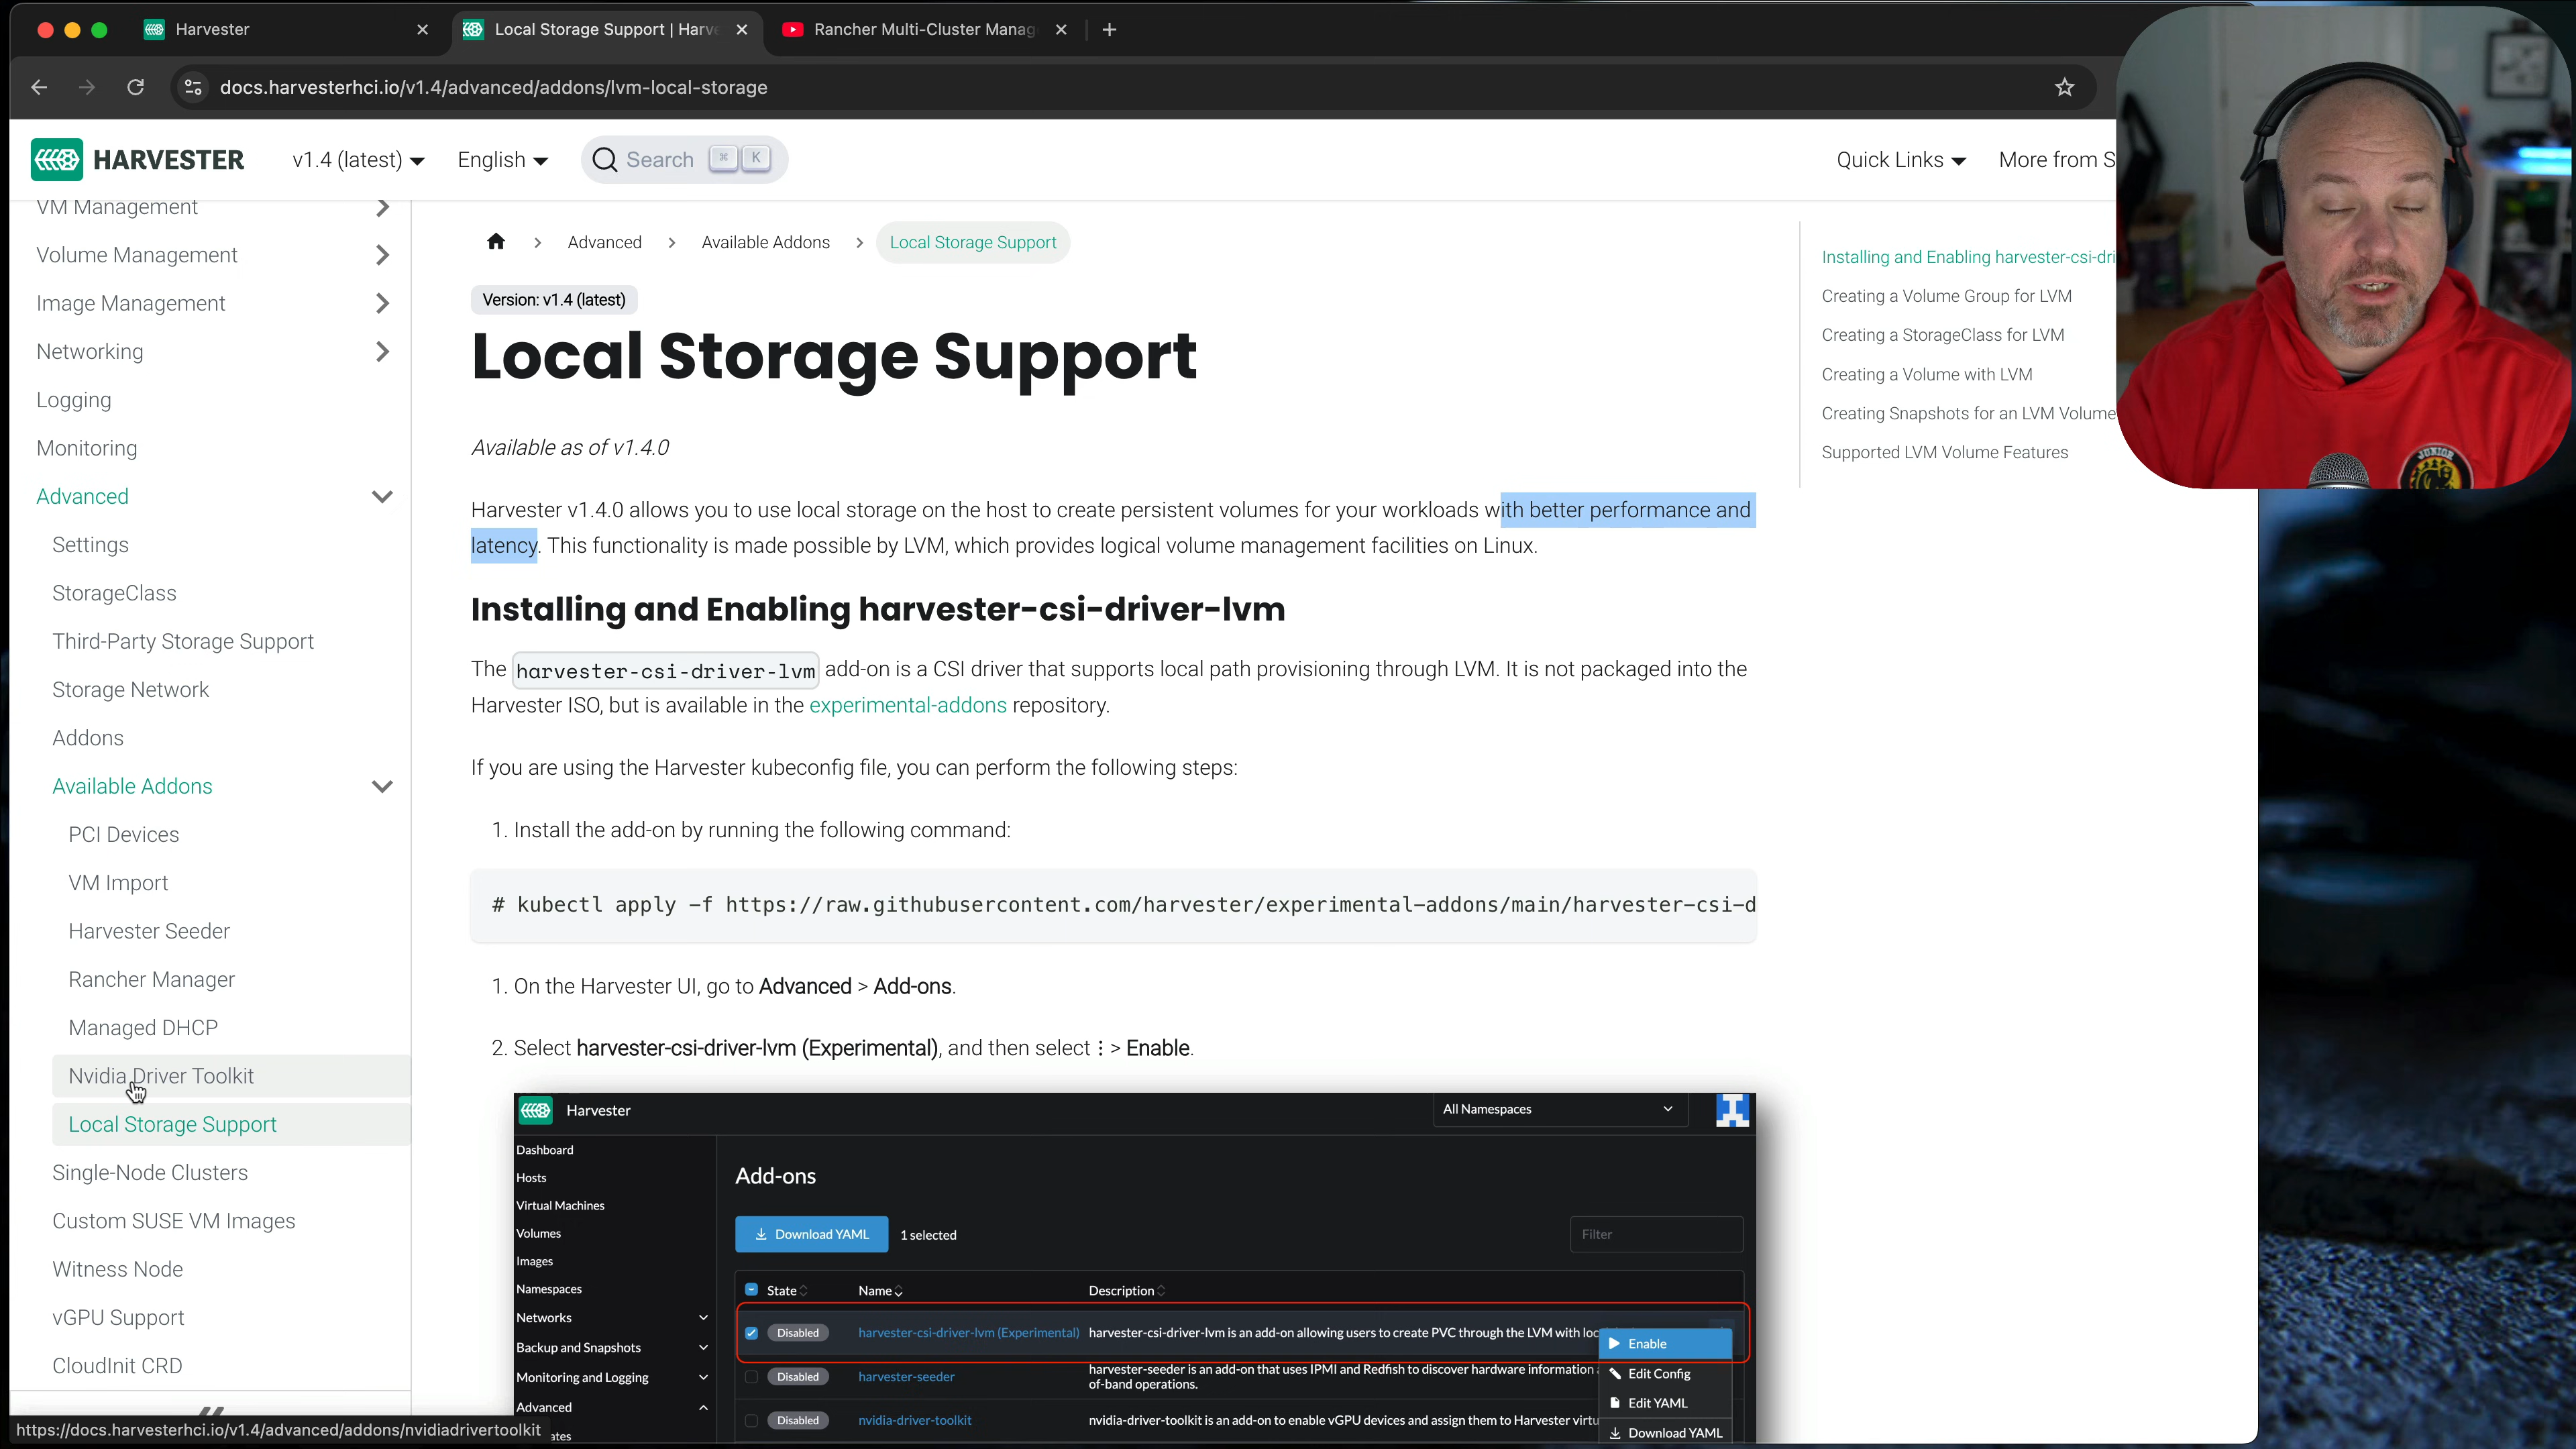 Harvester
Local Storage Support | Harve
Rancher Multi-Cluster Manag
docs.harvesterhci.io/v1.4/advanced/addons/lvm-local-storage
HARVESTER
v1.4 (latest)
English
Search
⌘ K
Quick Links
More from S
VM Management
Volume Management
Image Management
Networking
Logging
Monitoring
Advanced
Settings
StorageClass
Third-Party Storage Support
Storage Network
Addons
Available Addons
PCI Devices
VM Import
Harvester Seeder
Rancher Manager
Managed DHCP
Nvidia Driver Toolkit
Local Storage Support
Single-Node Clusters
Custom SUSE VM Images
Witness Node
vGPU Support
CloudInit CRD
https://docs.harvesterhci.io/v1.4/advanced/addons/nvidiadrivertoolkit
Advanced
Available Addons
Local Storage Support
Version: v1.4 (latest)
Local Storage Support
Available as of v1.4.0
Harvester v1.4.0 allows you to use local storage on the host to create persistent volumes for your workloads with better performance and
latency. This functionality is made possible by LVM, which provides logical volume management facilities on Linux.
Installing and Enabling harvester-csi-driver-lvm
The harvester-csi-driver-lvm add-on is a CSI driver that supports local path provisioning through LVM. It is not packaged into the
Harvester ISO, but is available in the experimental-addons repository.
If you are using the Harvester kubeconfig file, you can perform the following steps:
1. Install the add-on by running the following command:
# kubectl apply -f https://raw.githubusercontent.com/harvester/experimental-addons/main/harvester-csi-d
1. On the Harvester UI, go to Advanced > Add-ons.
2. Select harvester-csi-driver-lvm (Experimental), and then select ⋮ > Enable.
Harvester
All Namespaces
Dashboard
Hosts
Virtual Machines
Volumes
Images
Namespaces
Networks
Backup and Snapshots
Monitoring and Logging
Advanced
ates
Add-ons
Download YAML
1 selected
Filter
State
Name
Description
Disabled
harvester-csi-driver-lvm (Experimental)
harvester-csi-driver-lvm is an add-on allowing users to create PVC through the LVM with loc
Disabled
harvester-seeder
harvester-seeder is an add-on that uses IPMI and Redfish to discover hardware information
of-band operations.
Disabled
nvidia-driver-toolkit
nvidia-driver-toolkit is an add-on to enable vGPU devices and assign them to Harvester virtu
Enable
Edit Config
Edit YAML
Download YAML
Installing and Enabling harvester-csi-dri
Creating a Volume Group for LVM
Creating a StorageClass for LVM
Creating a Volume with LVM
Creating Snapshots for an LVM Volume
Supported LVM Volume Features
JUNIOR